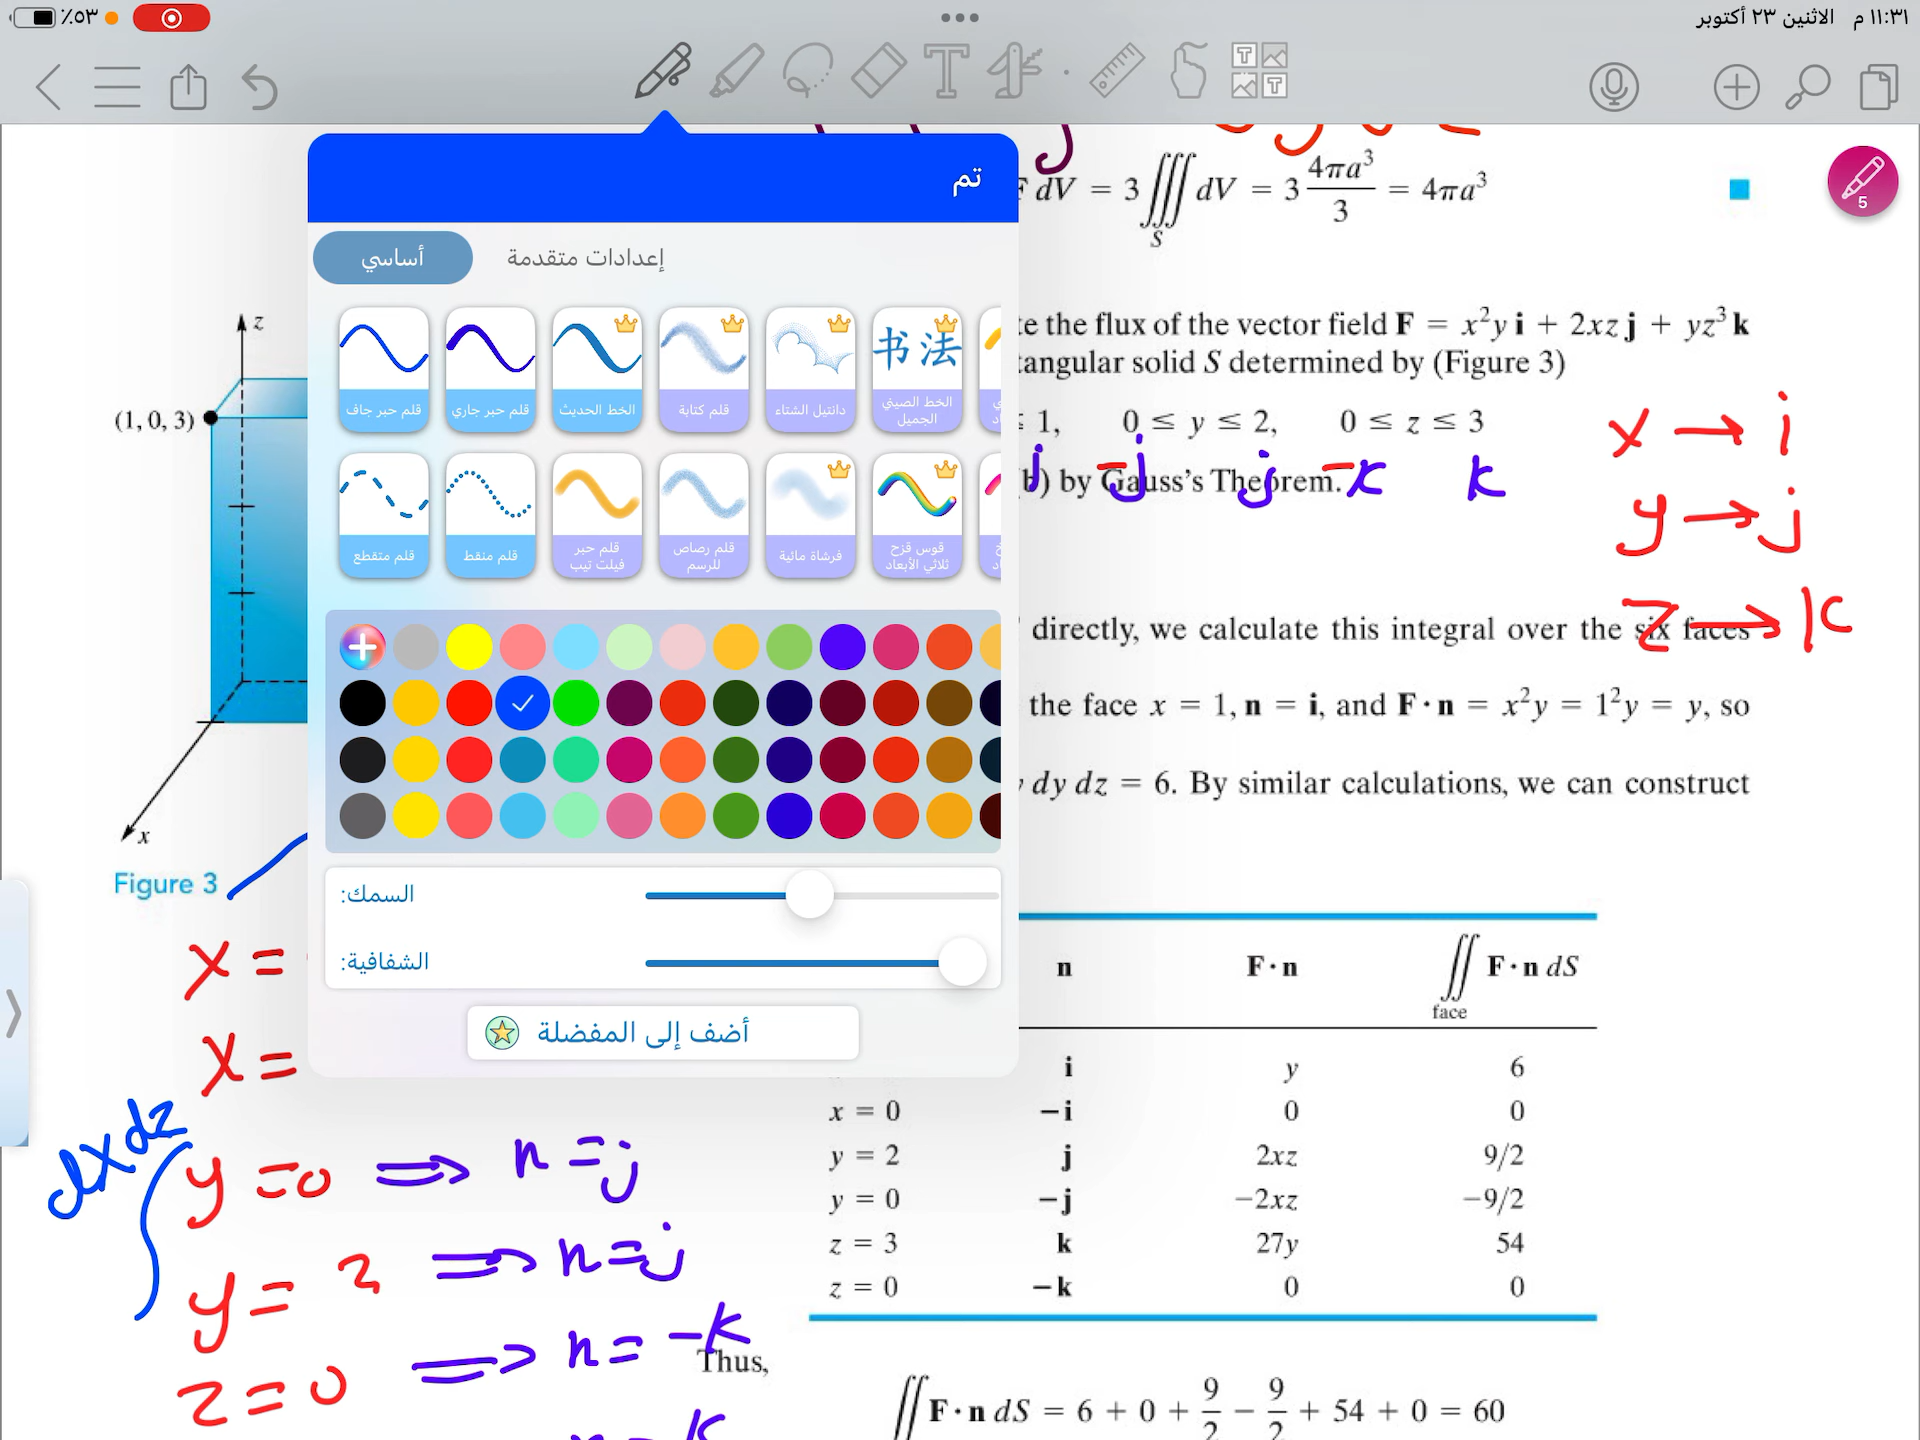 ٪٥٣
١١:٣١ م الاثنين ٢٣ أكتوبر
5
تم
أساسي
إعدادات متقدمة
قلم حبر جاف
قلم حبر جاري
الخط الحديث
قلم كتابة
دانتيل الشتاء
الخط الصيني الجميل
书法
قلم متقطع
قلم منقط
قلم حبر فيلت تيب
قلم رصاص للرسم
فرشاة مائية
قوس قزح ثلاثي الأبعاد
السمك:
الشفافية:
أضف إلى المفضلة
F dV = 3 ∭ dV = 3 4πa³/3 = 4πa³
S
the flux of the vector field F = x²y i + 2xz j + yz³ k
angular solid S determined by (Figure 3)
1, 0 ≤ y ≤ 2, 0 ≤ z ≤ 3
j -j j -k k
(b) by Gauss's Theorem.
x → i
y → j
z → k
directly, we calculate this integral over the six faces
the face x = 1, n = i, and F · n = x²y = 1²y = y, so
dy dz = 6. By similar calculations, we can construct
z
(1, 0, 3)
x
Figure 3
n F · n ∬ F · n dS
face
i y 6
x = 0 −i 0 0
y = 2 j 2xz 9/2
y = 0 −j −2xz −9/2
z = 3 k 27y 54
z = 0 −k 0 0
x =
x =
dxdz
y = 0 ⇒ n = j
y = 2 ⇒ n = j
z = 0 ⇒ n = -k
Thus,
∬ F · n dS = 6 + 0 + 9/2 − 9/2 + 54 + 0 = 60